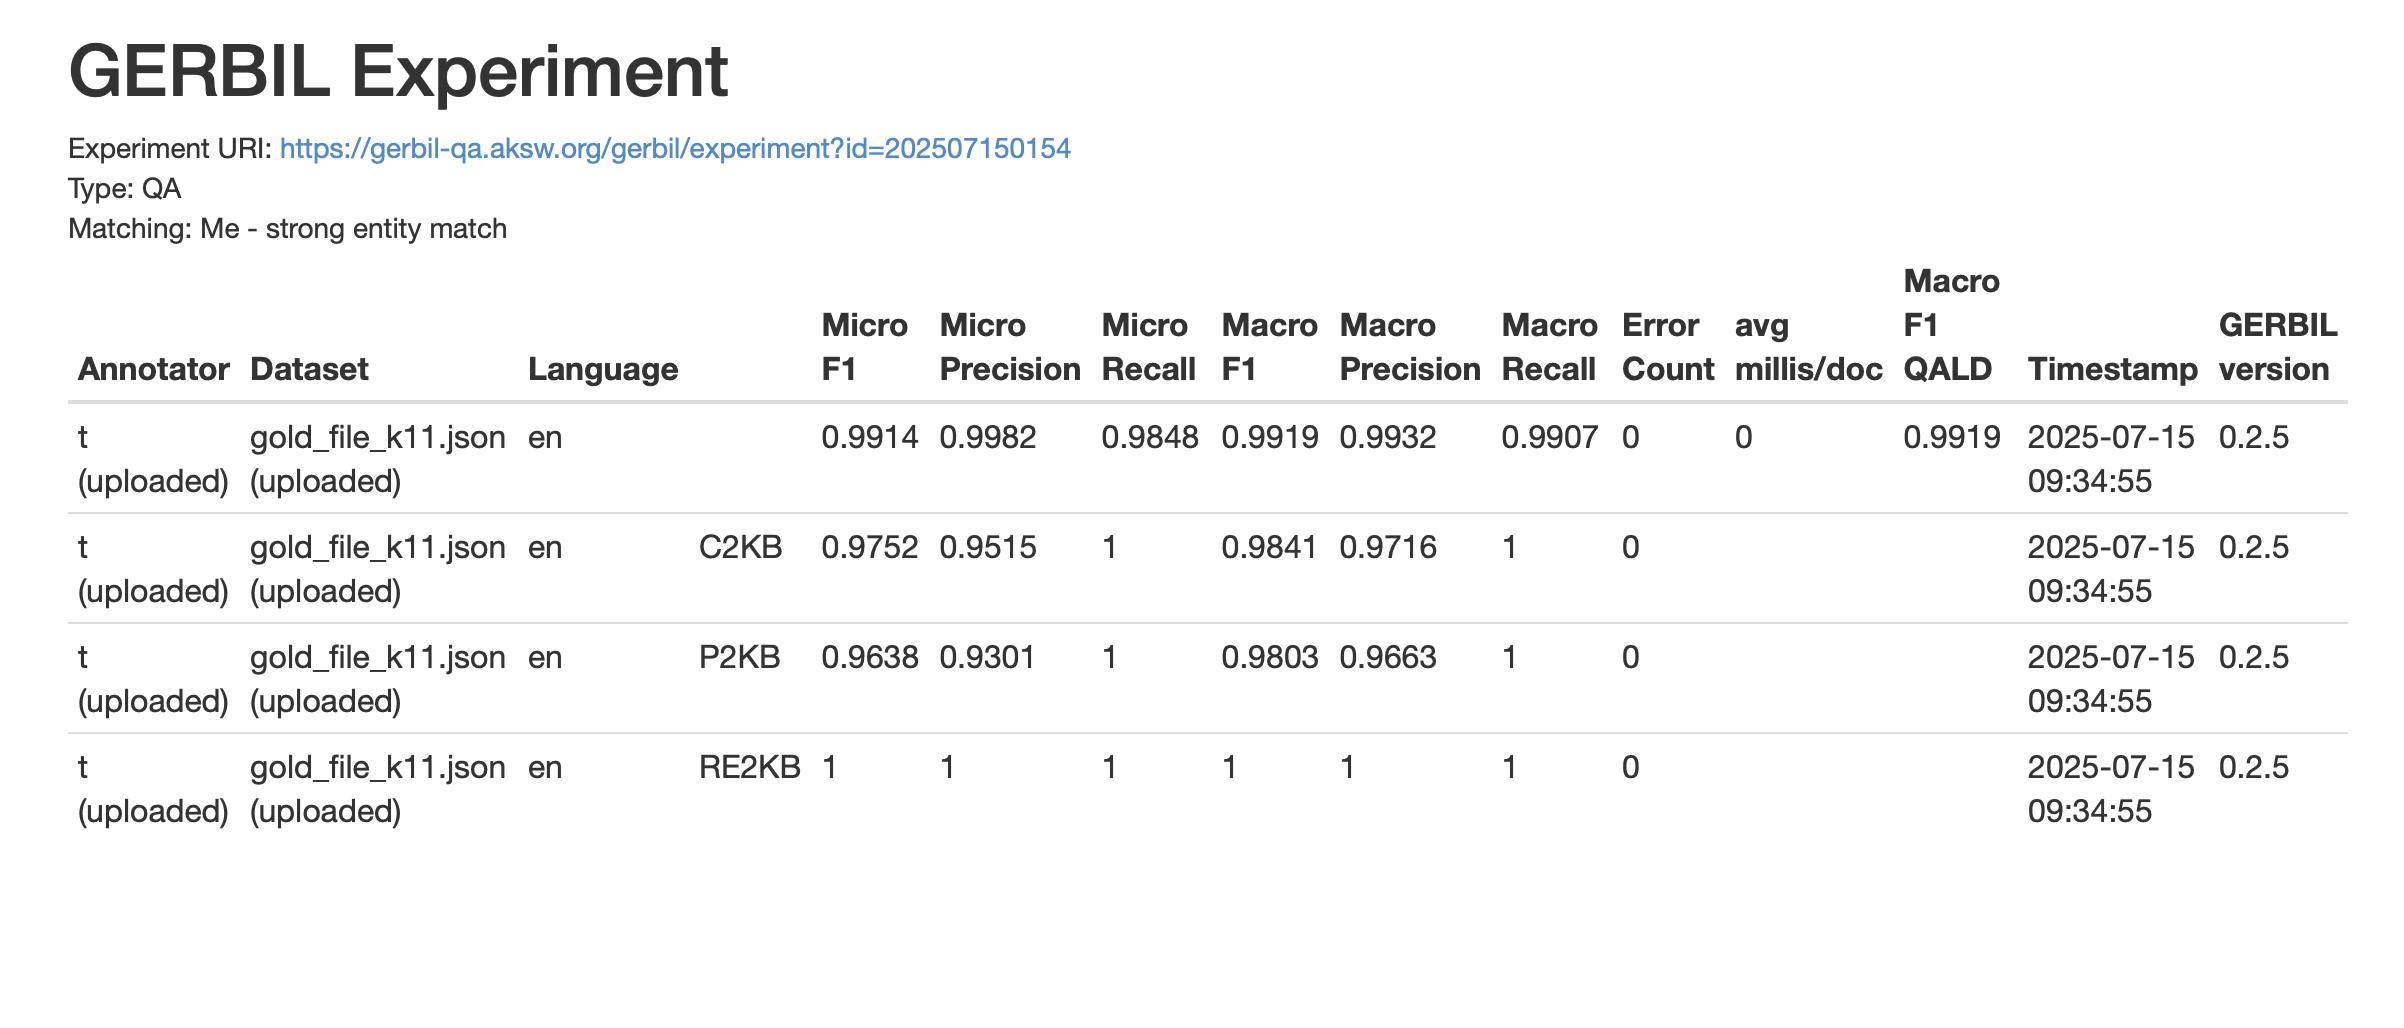 GERBIL Experiment
Experiment URI: https://gerbil-qa.aksw.org/gerbil/experiment?id=202507150154
Type: QA
Matching: Me - strong entity match
Macro
Micro Micro Micro Macro Macro Macro Error avg F1 GERBIL
Annotator Dataset Language F1 Precision Recall F1 Precision Recall Count millis/doc QALD Timestamp version
t gold_file_k11.json en 0.9914 0.9982 0.9848 0.9919 0.9932 0.9907 0 0 0.9919 2025-07-15 0.2.5
(uploaded) (uploaded) 09:34:55
t gold_file_k11.json en C2KB 0.9752 0.9515 1 0.9841 0.9716 1 0 2025-07-15 0.2.5
(uploaded) (uploaded) 09:34:55
t gold_file_k11.json en P2KB 0.9638 0.9301 1 0.9803 0.9663 1 0 2025-07-15 0.2.5
(uploaded) (uploaded) 09:34:55
t gold_file_k11.json en RE2KB 1 1 1 1 1 1 0 2025-07-15 0.2.5
(uploaded) (uploaded) 09:34:55